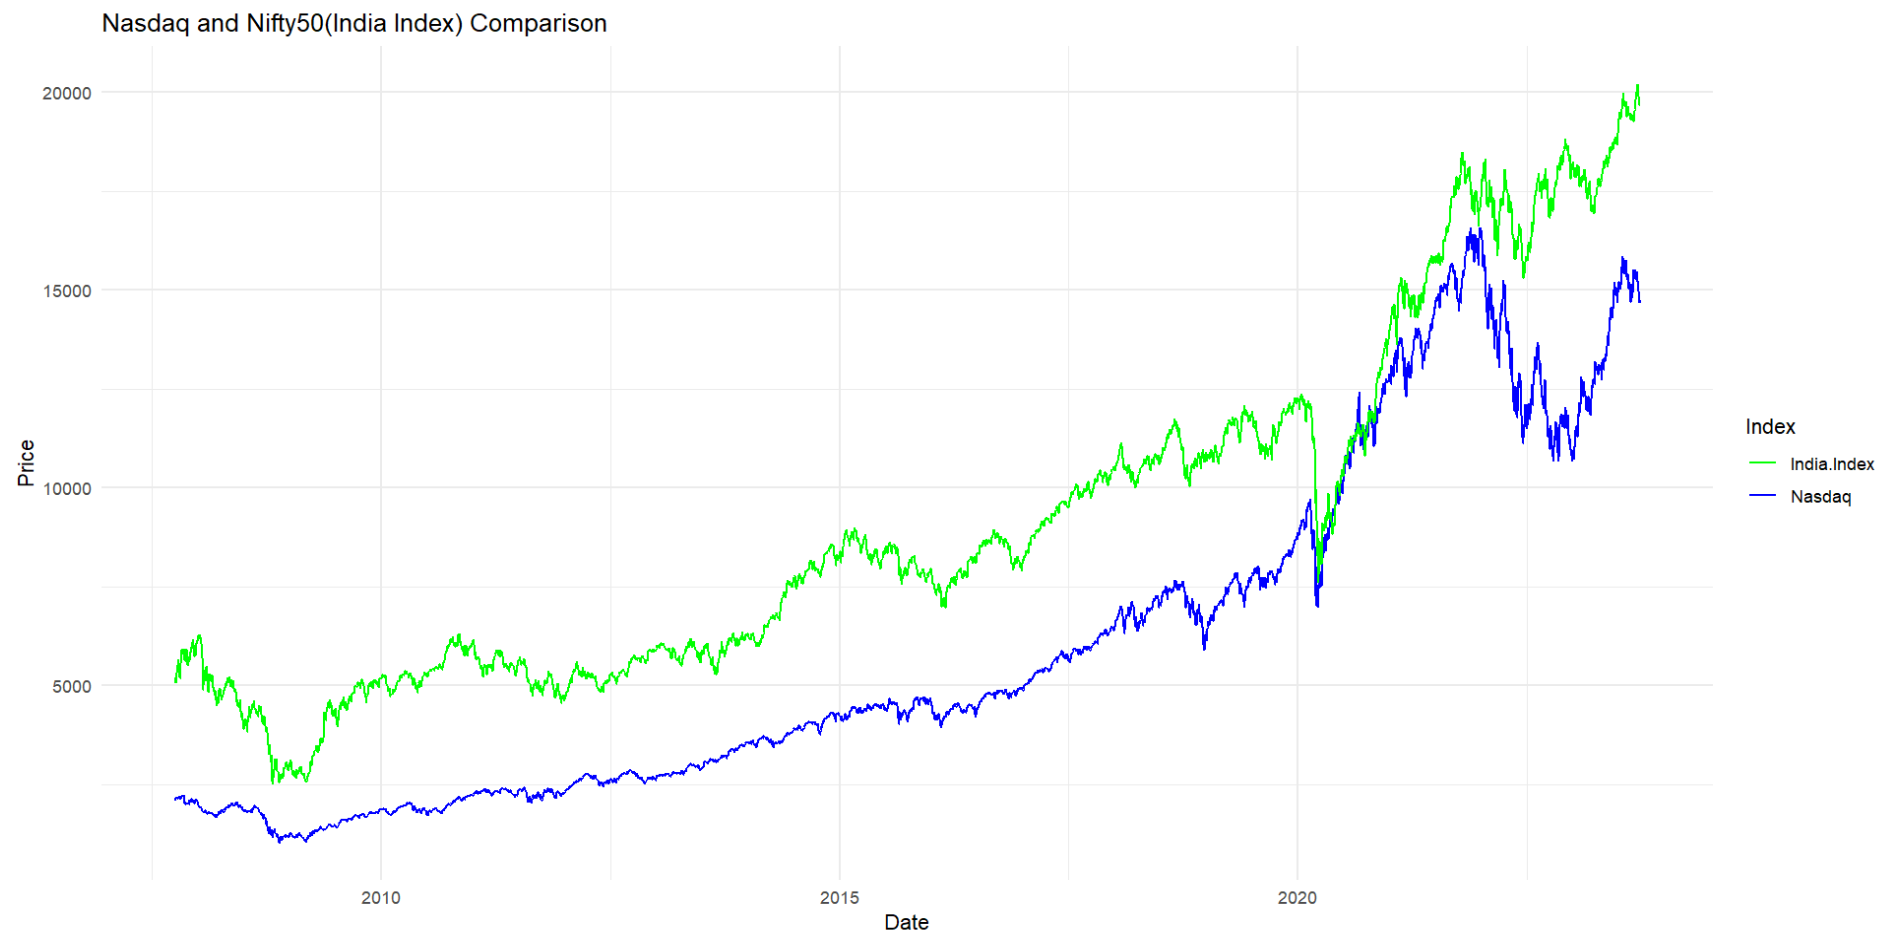 Nasdaq and Nifty50(India Index) Comparison
20000
15000
10000
5000
Price
2010
2015
2020
Date
Index
India.Index
Nasdaq